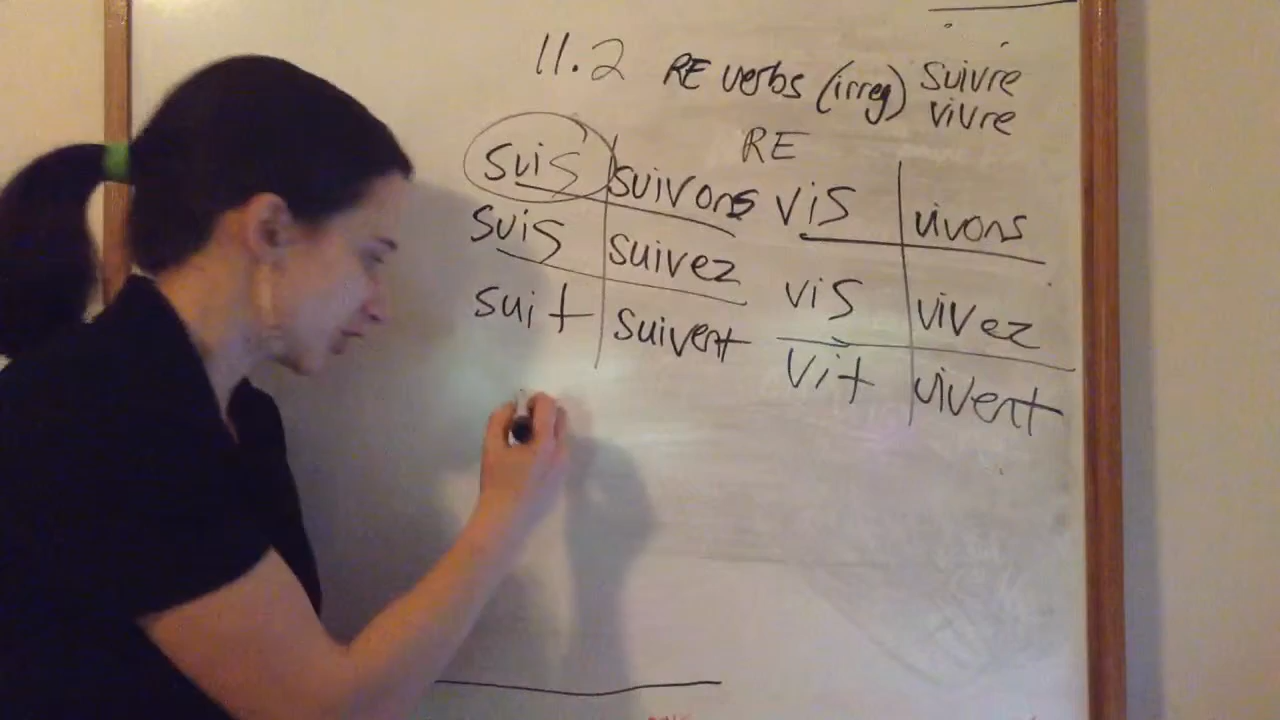 11.2 RE verbs (irreg) suivre
vivre
RE
suis suivons vis vivons
suis suivez vis vivez
suit suivent vit vivent